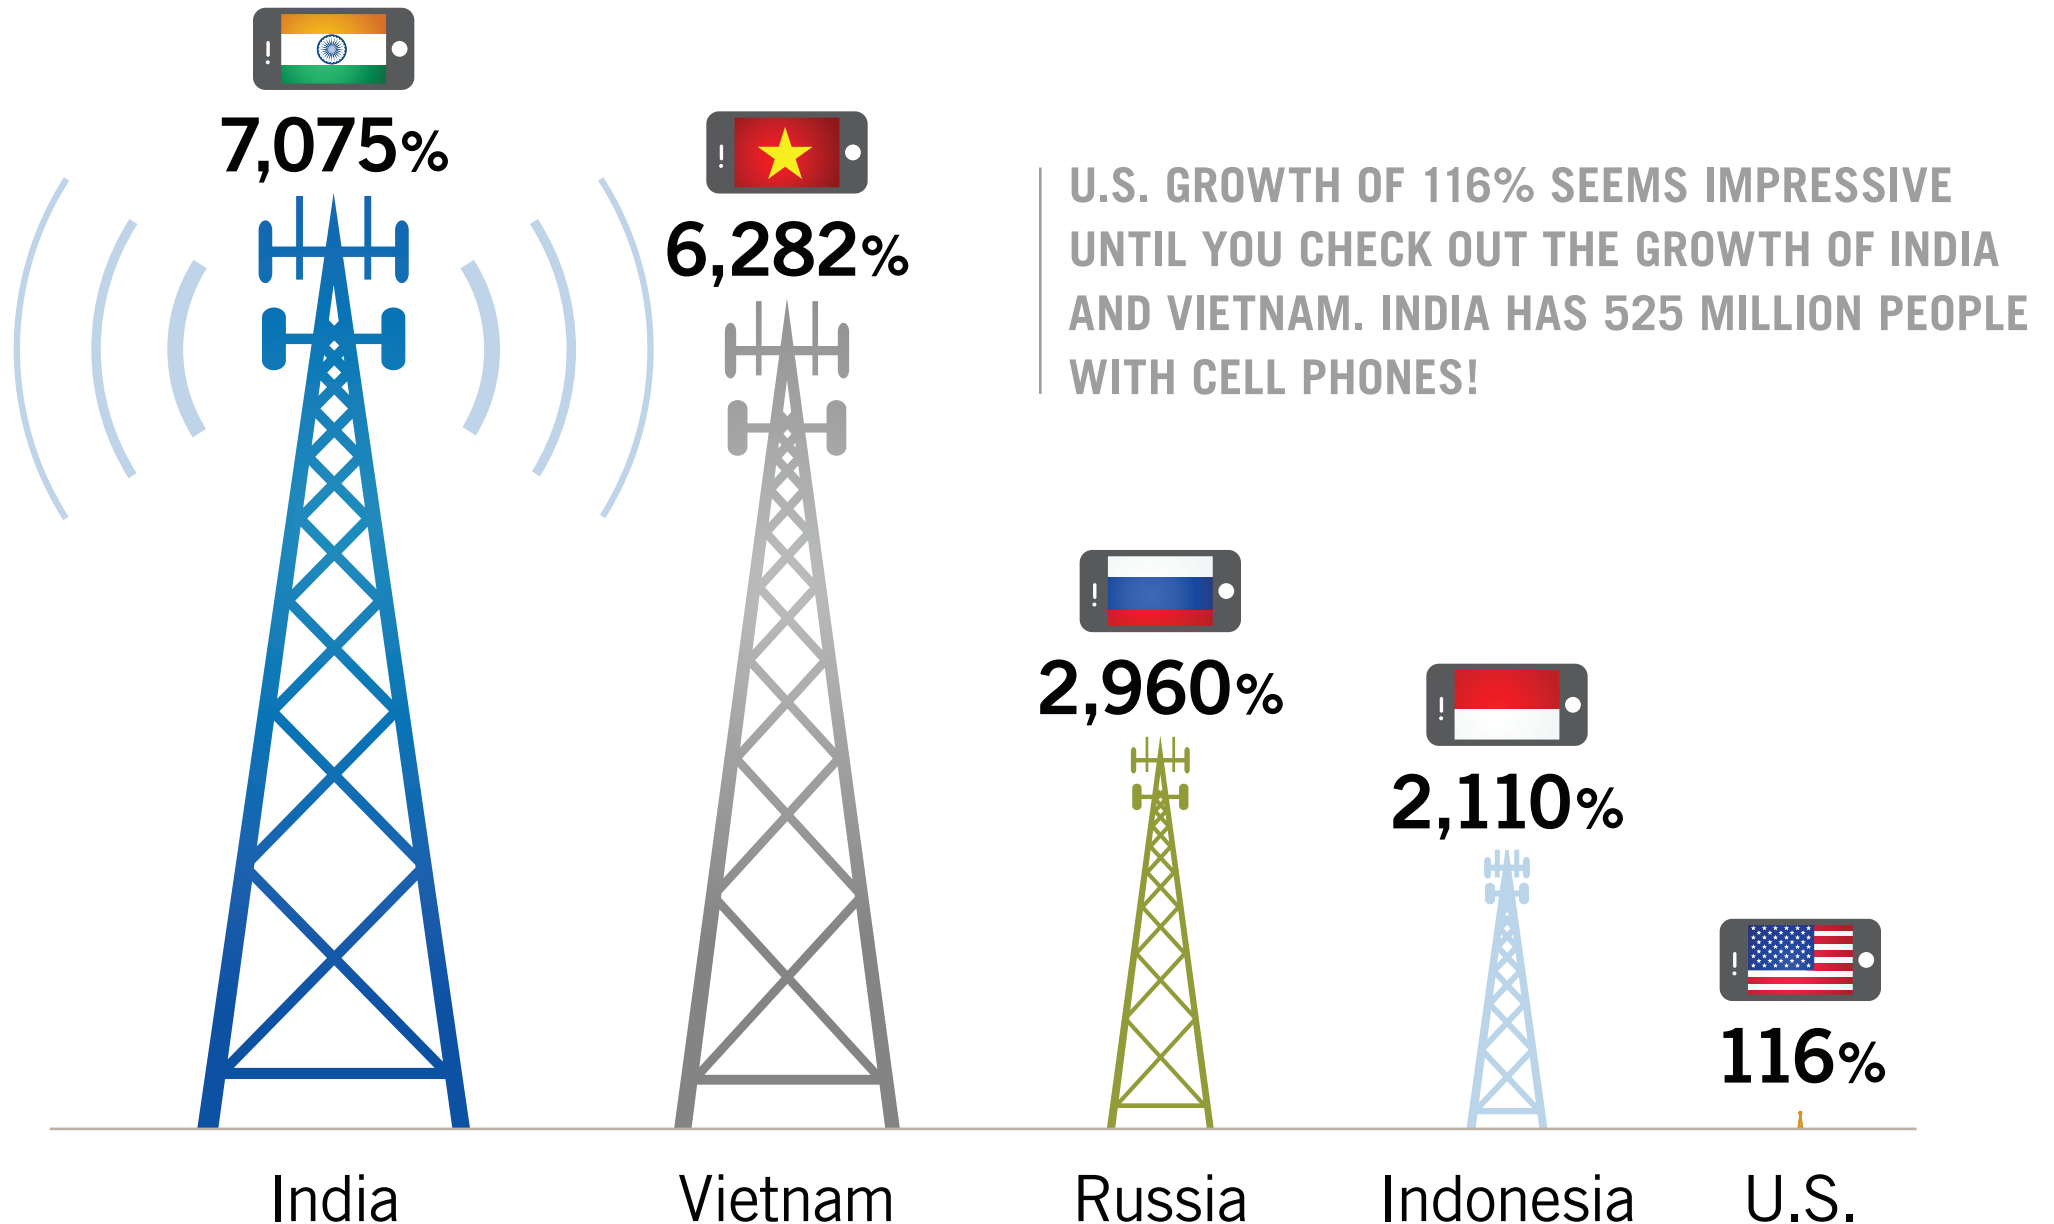 7,075%
6,282%
U.S. GROWTH OF 116% SEEMS IMPRESSIVE
UNTIL YOU CHECK OUT THE GROWTH OF INDIA
AND VIETNAM. INDIA HAS 525 MILLION PEOPLE
WITH CELL PHONES!
2,960%
2,110%
116%
India
Vietnam
Russia
Indonesia
U.S.